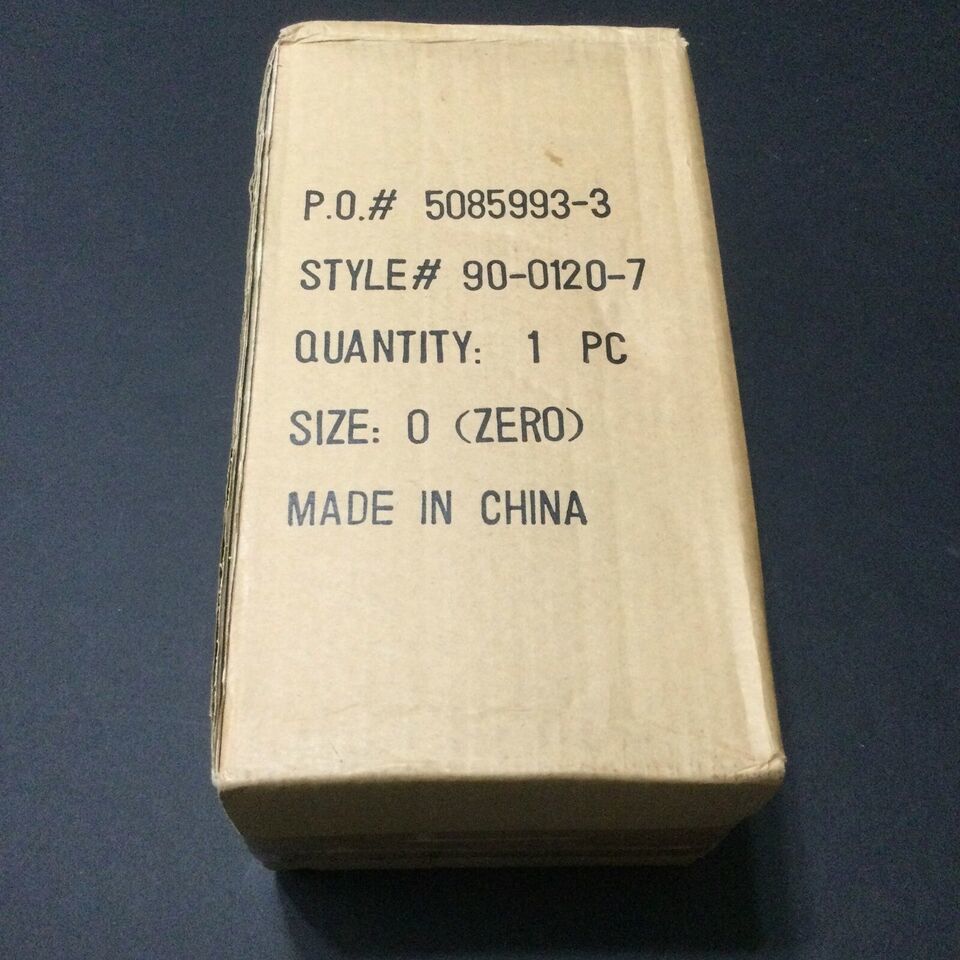 P.O.# 5085993-3
STYLE# 90-0120-7
QUANTITY: 1 PC
SIZE: 0 (ZERO)
MADE IN CHINA